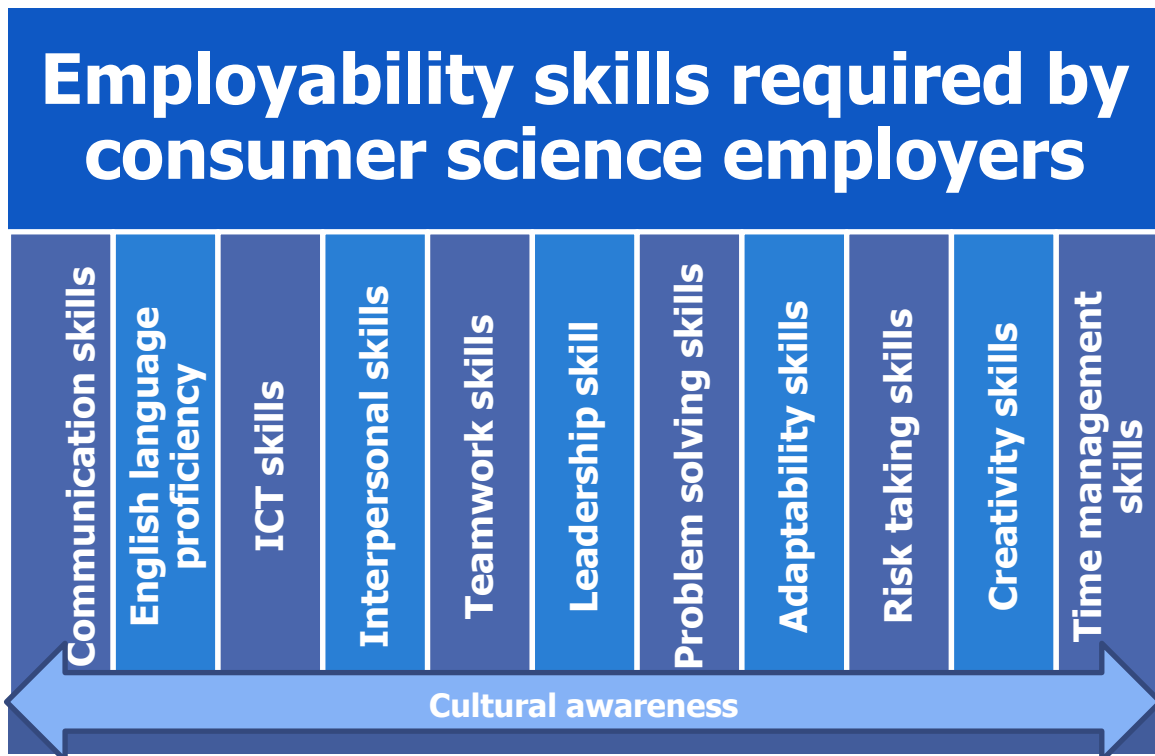 Employability skills required by
consumer science employers
Communication skills
English language
proficiency
ICT skills
Interpersonal skills
Teamwork skills
Leadership skill
Problem solving skills
Adaptability skills
Risk taking skills
Creativity skills
Time management
skills
Cultural awareness